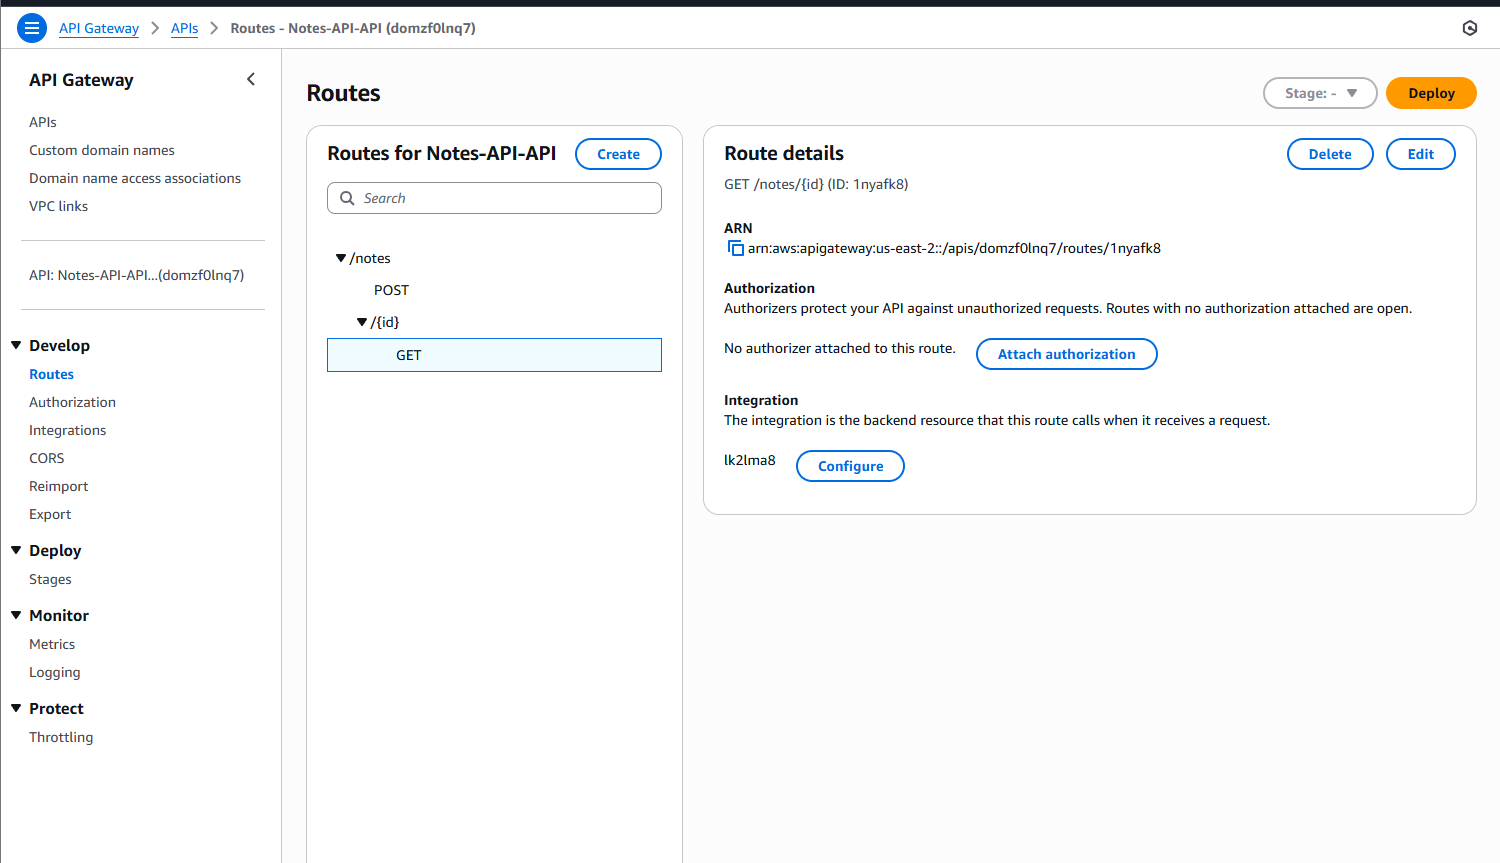 API Gateway
APIs
Routes - Notes-API-API (domzf0lnq7)
API Gateway
APIs
Custom domain names
Domain name access associations
VPC links
API: Notes-API-API...(domzf0lnq7)
Develop
Routes
Authorization
Integrations
CORS
Reimport
Export
Deploy
Stages
Monitor
Metrics
Logging
Protect
Throttling
Routes
Stage: -
Deploy
Routes for Notes-API-API
Create
Search
/notes
POST
/{id}
GET
Route details
Delete
Edit
GET /notes/{id} (ID: 1nyafk8)
ARN
arn:aws:apigateway:us-east-2::/apis/domzf0lnq7/routes/1nyafk8
Authorization
Authorizers protect your API against unauthorized requests. Routes with no authorization attached are open.
No authorizer attached to this route.
Attach authorization
Integration
The integration is the backend resource that this route calls when it receives a request.
lk2lma8
Configure